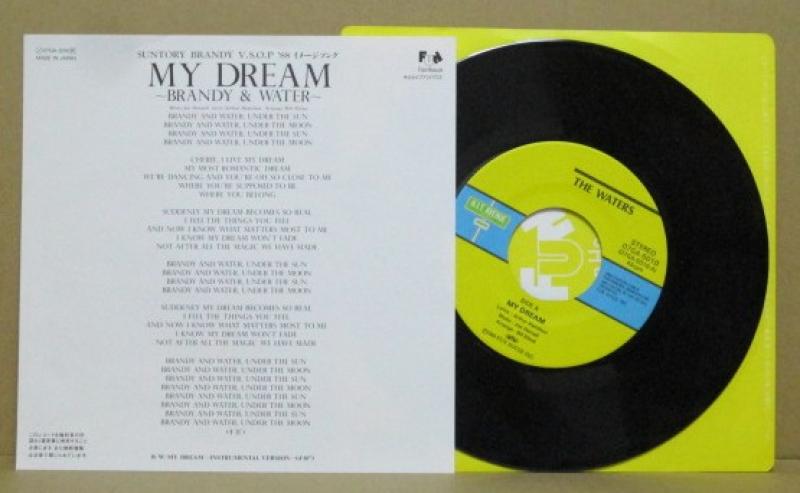 MADE IN JAPAN
SUNTORY BRANDY V.S.O.P '88 イメージソング
MY DREAM
~BRANDY & WATER~
BRANDY AND WATER, UNDER THE SUN
BRANDY AND WATER, UNDER THE MOON
BRANDY AND WATER, UNDER THE SUN
BRANDY AND WATER, UNDER THE MOON
CHERIE, I LIVE MY DREAM
MY MOST ROMANTIC DREAM
WE'RE DANCING AND YOU'RE OH SO CLOSE TO ME
WHERE YOU'RE SUPPOSED TO BE
WHERE YOU BELONG
SUDDENLY MY DREAM BECOMES SO REAL
I FEEL THE THINGS YOU FEEL
AND NOW I KNOW WHAT MATTERS MOST TO ME
I KNOW MY DREAM WON'T FADE
NOT AFTER ALL THE MAGIC WE HAVE MADE
BRANDY AND WATER, UNDER THE SUN
BRANDY AND WATER, UNDER THE MOON
BRANDY AND WATER, UNDER THE SUN
BRANDY AND WATER, UNDER THE MOON
SUDDENLY MY DREAM BECOMES SO REAL
I FEEL THE THINGS YOU FEEL
AND NOW I KNOW WHAT MATTERS MOST TO ME
I KNOW MY DREAM WON'T FADE
NOT AFTER ALL THE MAGIC WE HAVE MADE
BRANDY AND WATER, UNDER THE SUN
BRANDY AND WATER, UNDER THE MOON
BRANDY AND WATER, UNDER THE SUN
BRANDY AND WATER, UNDER THE MOON
BRANDY AND WATER, UNDER THE SUN
BRANDY AND WATER, UNDER THE MOON
BRANDY AND WATER, UNDER THE SUN
BRANDY AND WATER, UNDER THE MOON
B/W MY DREAM -INSTRUMENTAL VERSION-
THE WATERS
FUN
STEREO
07GA-5010
SIDE A
MY DREAM